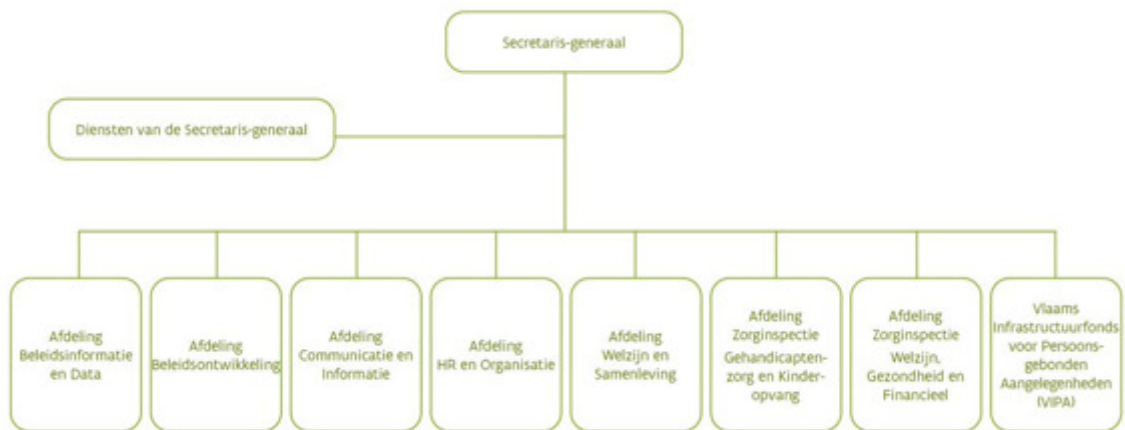 Secretaris-generaal
Diensten van de Secretaris-generaal
Afdeling
Beleidsinformatie
en Data
Afdeling
Beleidsontwikkeling
Afdeling
Communicatie en
Informatie
Afdeling
HR en Organisatie
Afdeling
Welzijn en
Samenleving
Afdeling
Zorginspectie
Gehandicapten-
zorg en Kinder-
opvang
Afdeling
Zorginspectie
Welzijn,
Gezondheid en
Financieel
Vlaams
Infrastructuurfonds
voor Persoons-
gebonden
Aangelegenheden
(VIPA)